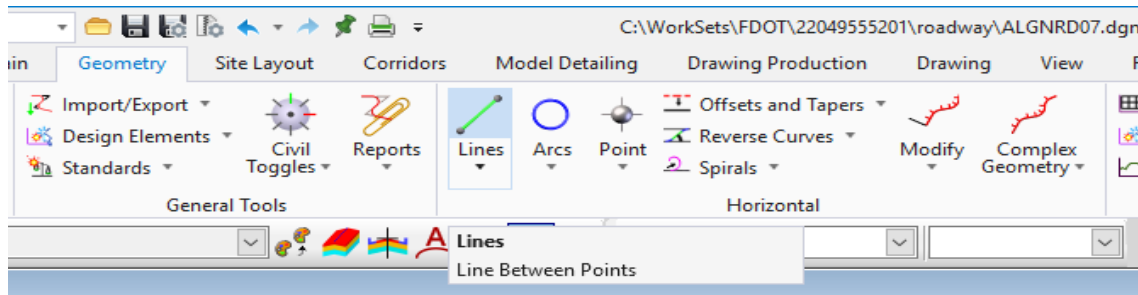 C:\WorkSets\FDOT\22049555201\roadway\ALGNRD07.dgn
Geometry Site Layout Corridors Model Detailing Drawing Production Drawing View
Import/Export
Design Elements
Standards
Civil Toggles
Reports
Lines
Arcs
Point
Offsets and Tapers
Reverse Curves
Spirals
Modify
Complex Geometry
General Tools
Horizontal
Lines
Line Between Points